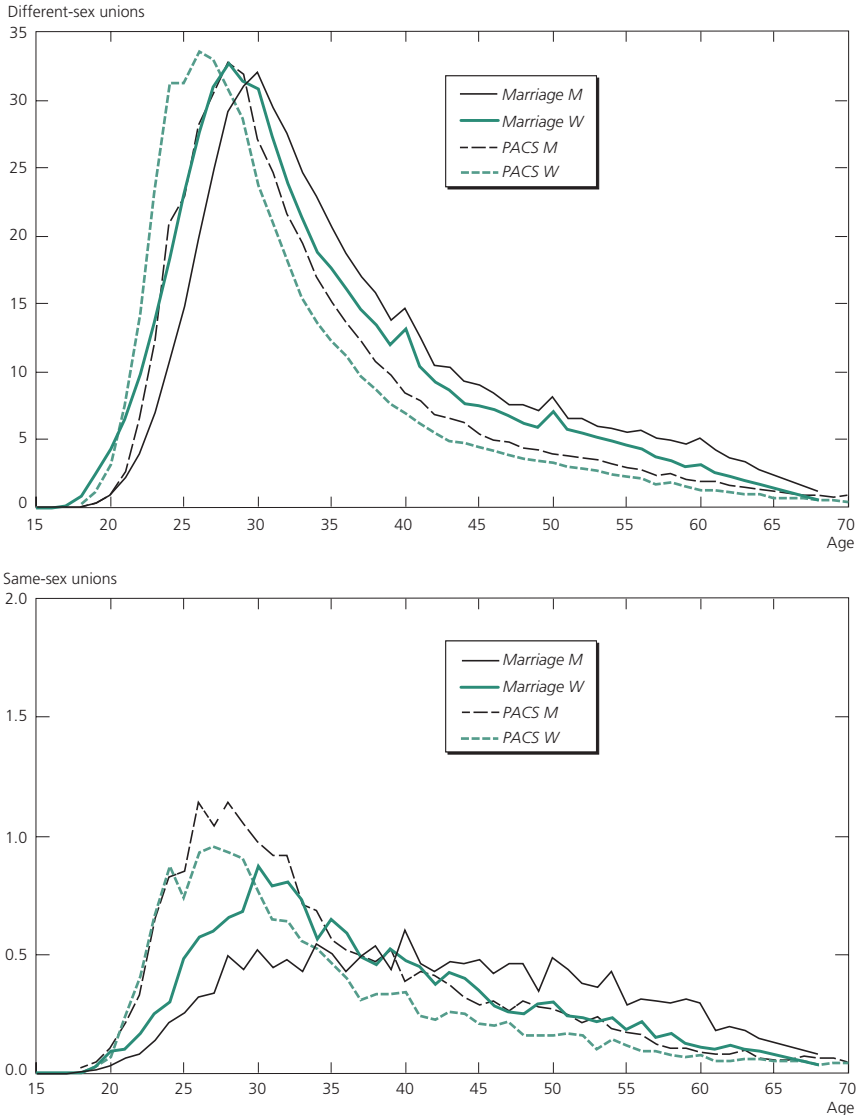 Different-sex unions
35
30
25
20
15
10
5
0
Marriage M
Marriage W
PACS M
PACS W
15 20 25 30 35 40 45 50 55 60 65 70
Age
Same-sex unions
2.0
1.5
1.0
0.5
0.0
Marriage M
Marriage W
PACS M
PACS W
15 20 25 30 35 40 45 50 55 60 65 70
Age